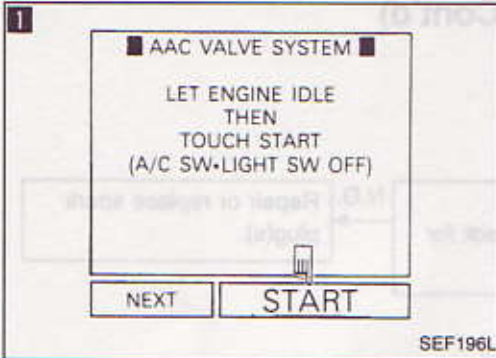 1
■ AAC VALVE SYSTEM ■
LET ENGINE IDLE
THEN
TOUCH START
(A/C SW•LIGHT SW OFF)
NEXT START
SEF196L